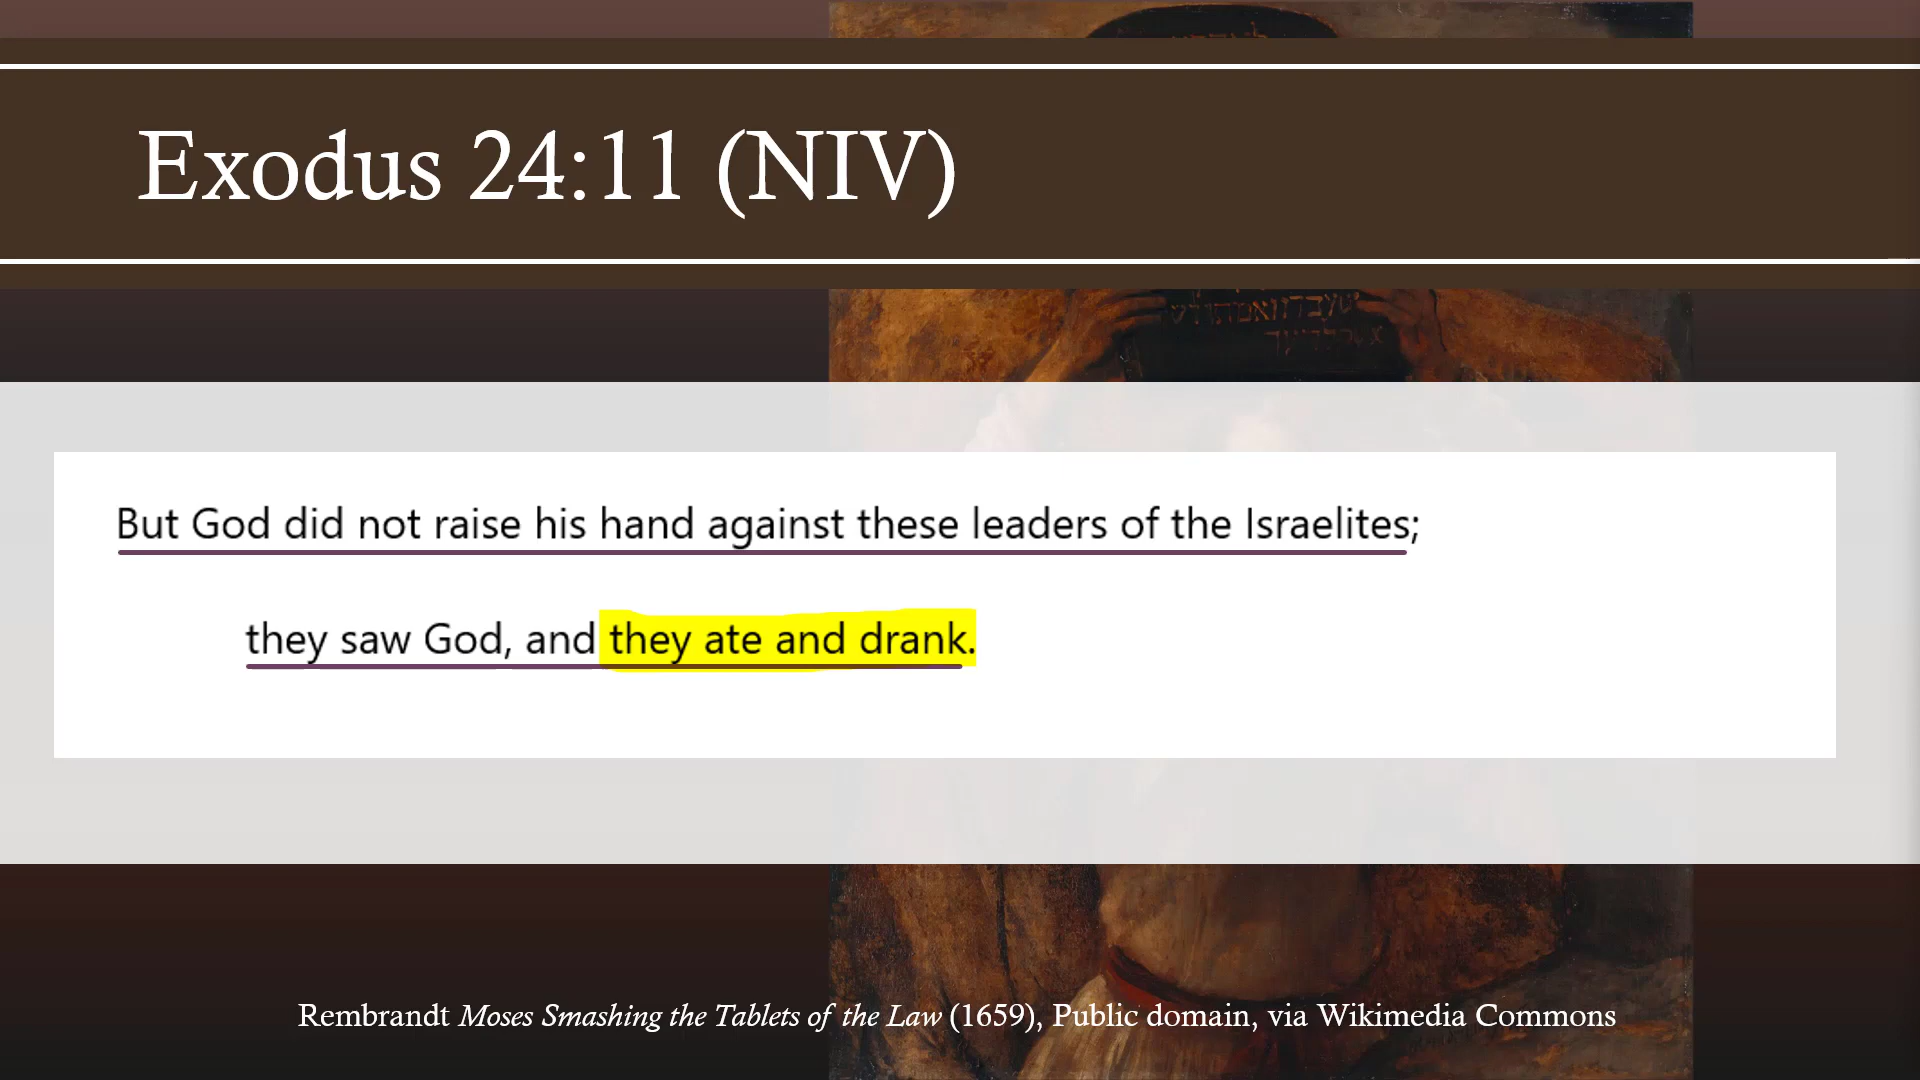 Exodus 24:11 (NIV)
But God did not raise his hand against these leaders of the Israelites;
they saw God, and they ate and drank.
Rembrandt Moses Smashing the Tablets of the Law (1659), Public domain, via Wikimedia Commons